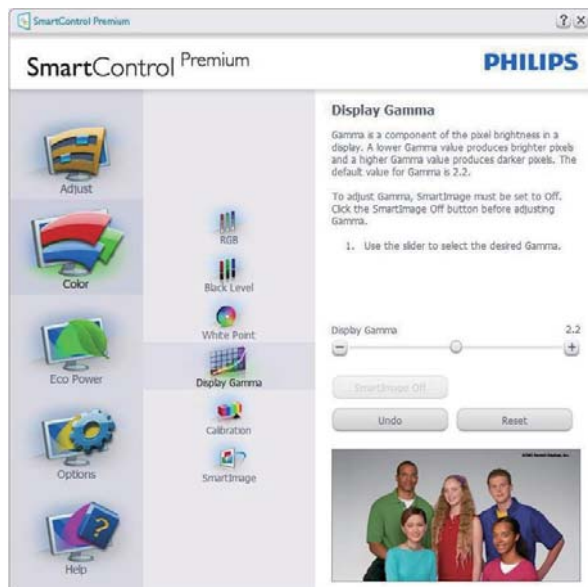 SmartControl Premium
SmartControl Premium
PHILIPS
Adjust
Color
Eco Power
Options
Help
RGB
Black Level
White Point
Display Gamma
Calibration
SmartImage
Display Gamma
Gamma is a component of the pixel brightness in a
display. A lower Gamma value produces brighter pixels
and a higher Gamma value produces darker pixels. The
default value for Gamma is 2.2.
To adjust Gamma, SmartImage must be set to Off.
Click the SmartImage Off button before adjusting
Gamma.
1. Use the slider to select the desired Gamma.
Display Gamma 2.2
SmartImage Off
Undo Reset